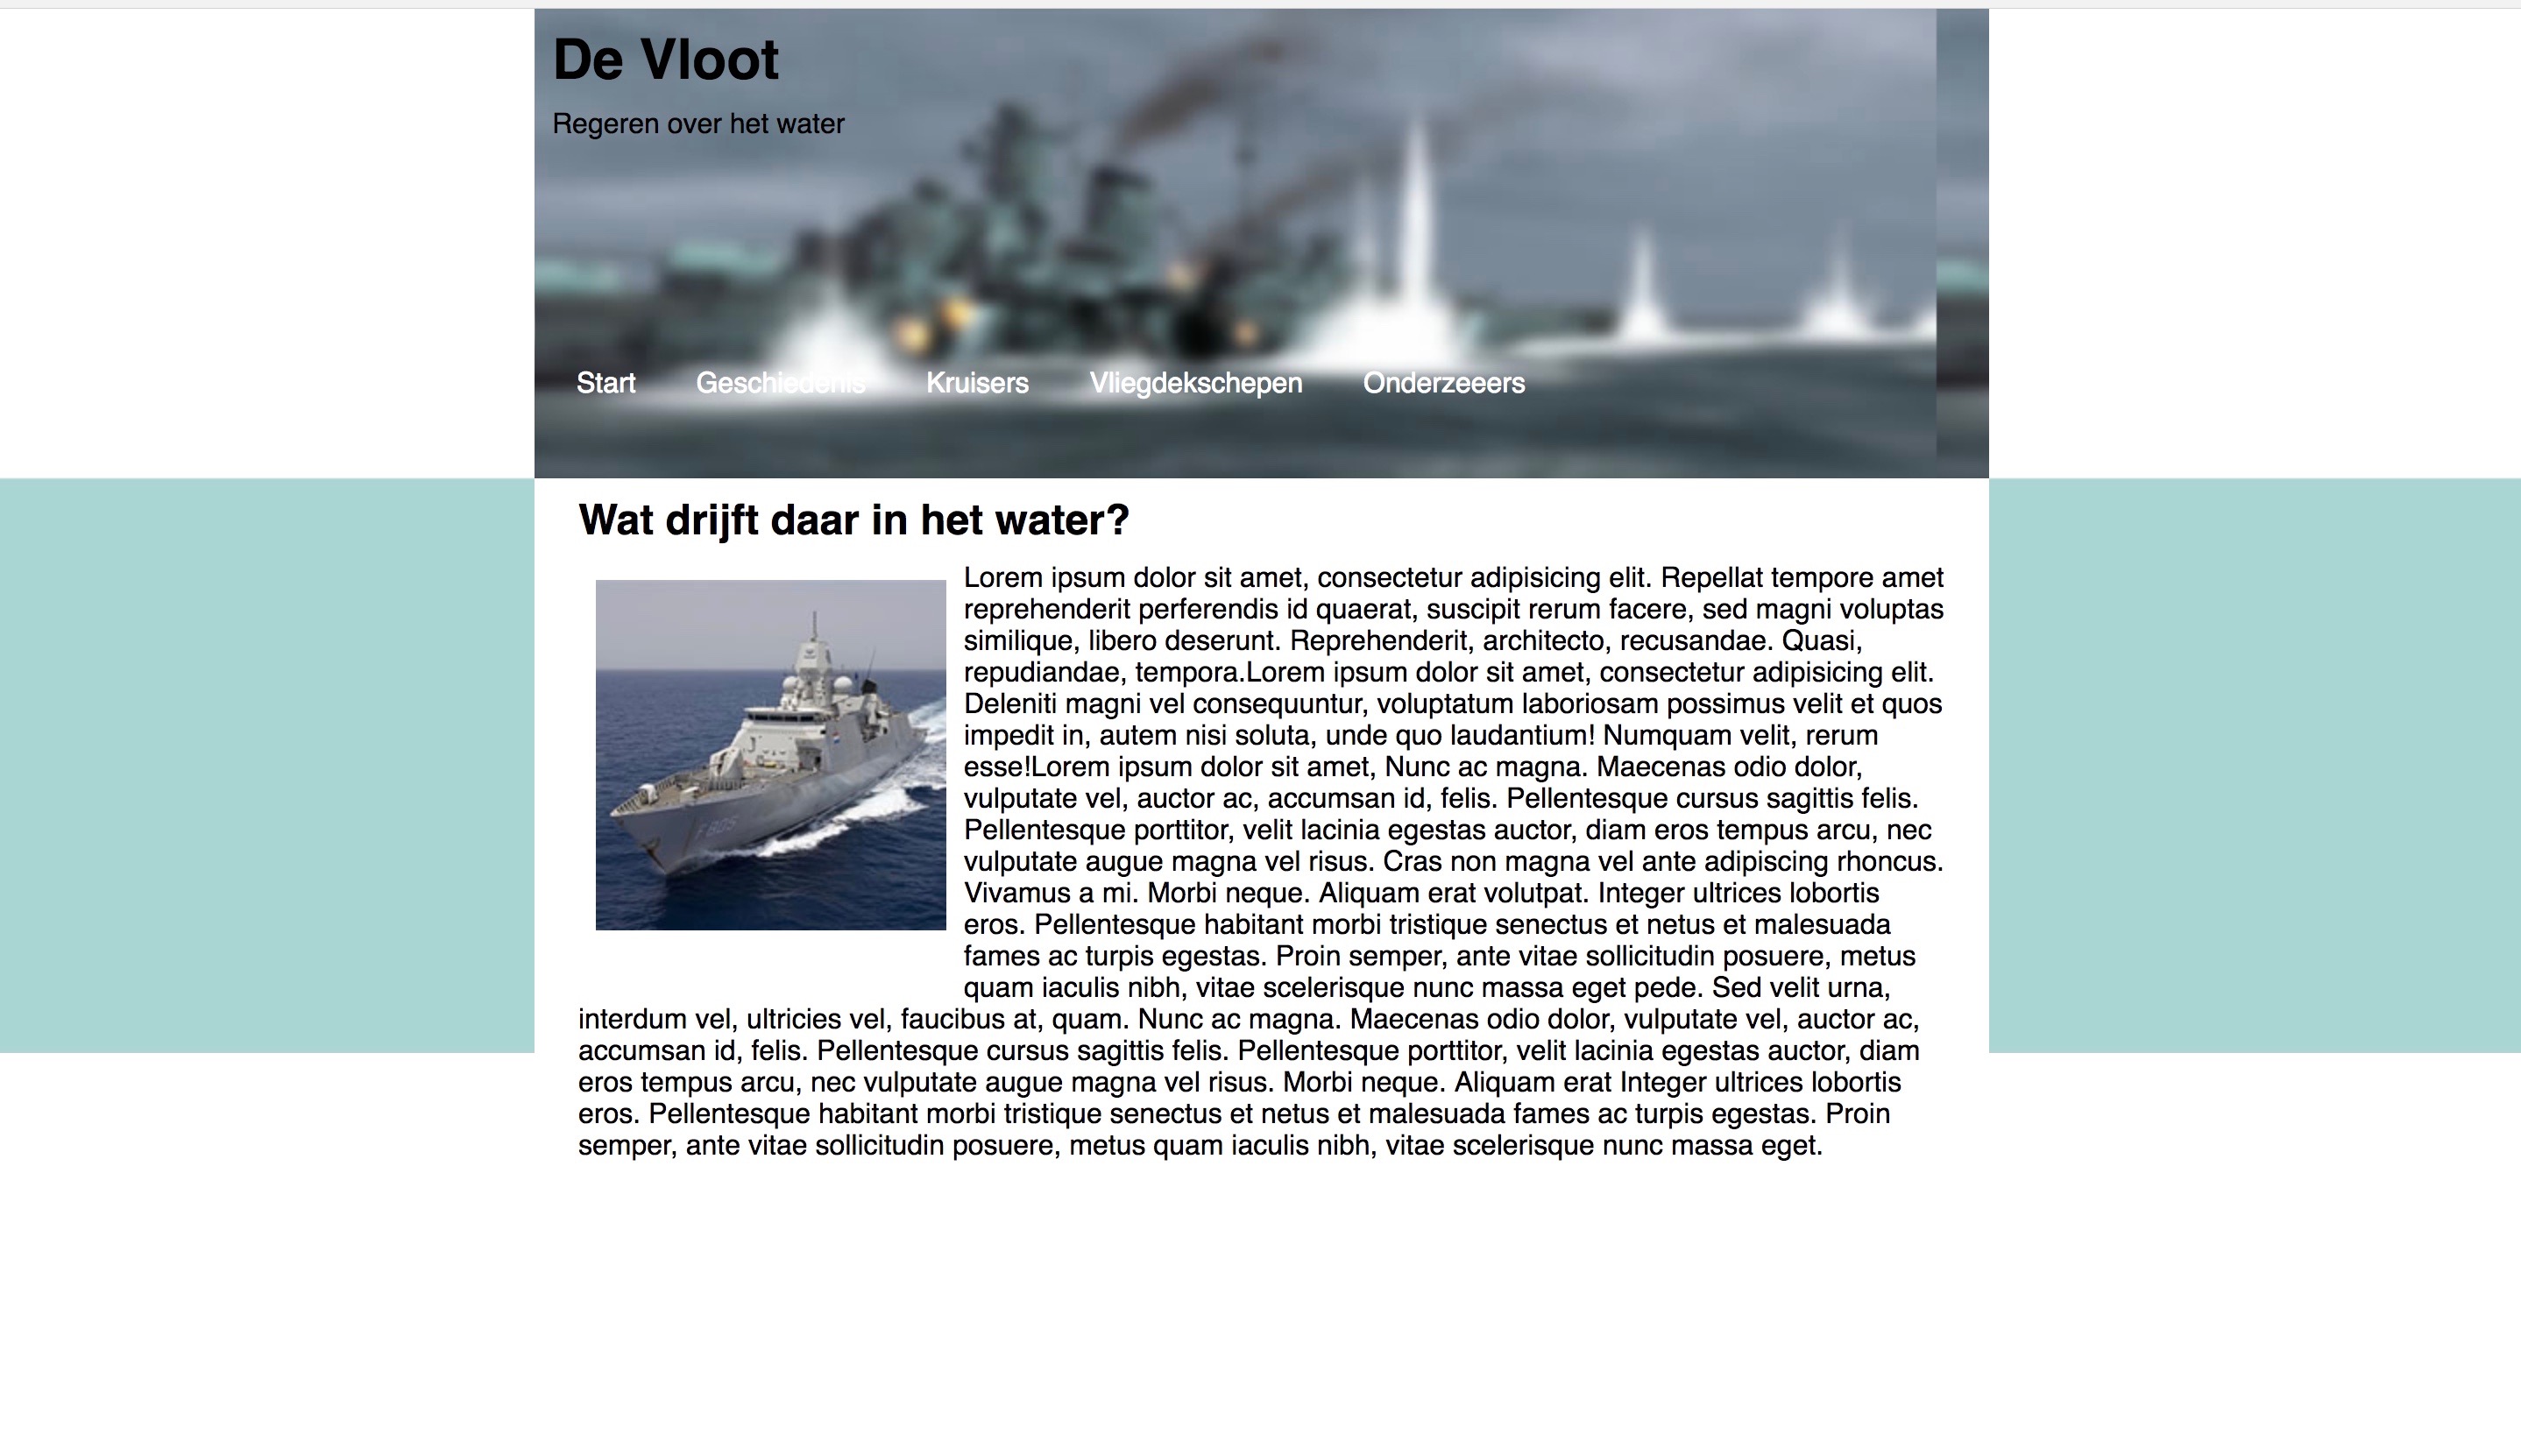 De Vloot
Regeren over het water
Start Geschiedenis Kruisers Vliegdekschepen Onderzeeers
Wat drijft daar in het water?
Lorem ipsum dolor sit amet, consectetur adipisicing elit. Repellat tempore amet
reprehenderit perferendis id quaerat, suscipit rerum facere, sed magni voluptas
similique, libero deserunt. Reprehenderit, architecto, recusandae. Quasi,
repudiandae, tempora.Lorem ipsum dolor sit amet, consectetur adipisicing elit.
Deleniti magni vel consequuntur, voluptatum laboriosam possimus velit et quos
impedit in, autem nisi soluta, unde quo laudantium! Numquam velit, rerum
esse!Lorem ipsum dolor sit amet, Nunc ac magna. Maecenas odio dolor,
vulputate vel, auctor ac, accumsan id, felis. Pellentesque cursus sagittis felis.
Pellentesque porttitor, velit lacinia egestas auctor, diam eros tempus arcu, nec
vulputate augue magna vel risus. Cras non magna vel ante adipiscing rhoncus.
Vivamus a mi. Morbi neque. Aliquam erat volutpat. Integer ultrices lobortis
eros. Pellentesque habitant morbi tristique senectus et netus et malesuada
fames ac turpis egestas. Proin semper, ante vitae sollicitudin posuere, metus
quam iaculis nibh, vitae scelerisque nunc massa eget pede. Sed velit urna,
interdum vel, ultricies vel, faucibus at, quam. Nunc ac magna. Maecenas odio dolor, vulputate vel, auctor ac,
accumsan id, felis. Pellentesque cursus sagittis felis. Pellentesque porttitor, velit lacinia egestas auctor, diam
eros tempus arcu, nec vulputate augue magna vel risus. Morbi neque. Aliquam erat Integer ultrices lobortis
eros. Pellentesque habitant morbi tristique senectus et netus et malesuada fames ac turpis egestas. Proin
semper, ante vitae sollicitudin posuere, metus quam iaculis nibh, vitae scelerisque nunc massa eget.
F 805